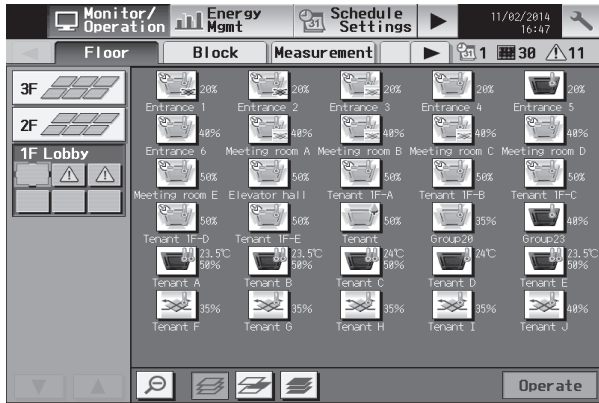 Monitor/ Energy Schedule 11/02/2014
Operation Mgmt 31 Settings 16:47
Floor Block Measurement 31 1 30 11
3F 20% 20% 20% 20% 20%
Entrance 1 Entrance 2 Entrance 3 Entrance 4 Entrance 5
2F 40% 40% 40% 40% 40%
Entrance 6 Meeting room A Meeting room B Meeting room C Meeting room D
1F Lobby
50% 50% 50% 50% 50%
Meeting room E Elevator hall Tenant 1F-A Tenant 1F-B Tenant 1F-C
50% 50% 50% 35% 40%
Tenant 1F-D Tenant 1F-E Tenant Group20 Group23
23.5℃ 23.5℃ 24℃ 24℃ 23.5℃
50% 50% 50% 50%
Tenant A Tenant B Tenant C Tenant D Tenant E
35% 35% 35% 35% 40%
Tenant F Tenant G Tenant H Tenant I Tenant J
Operate